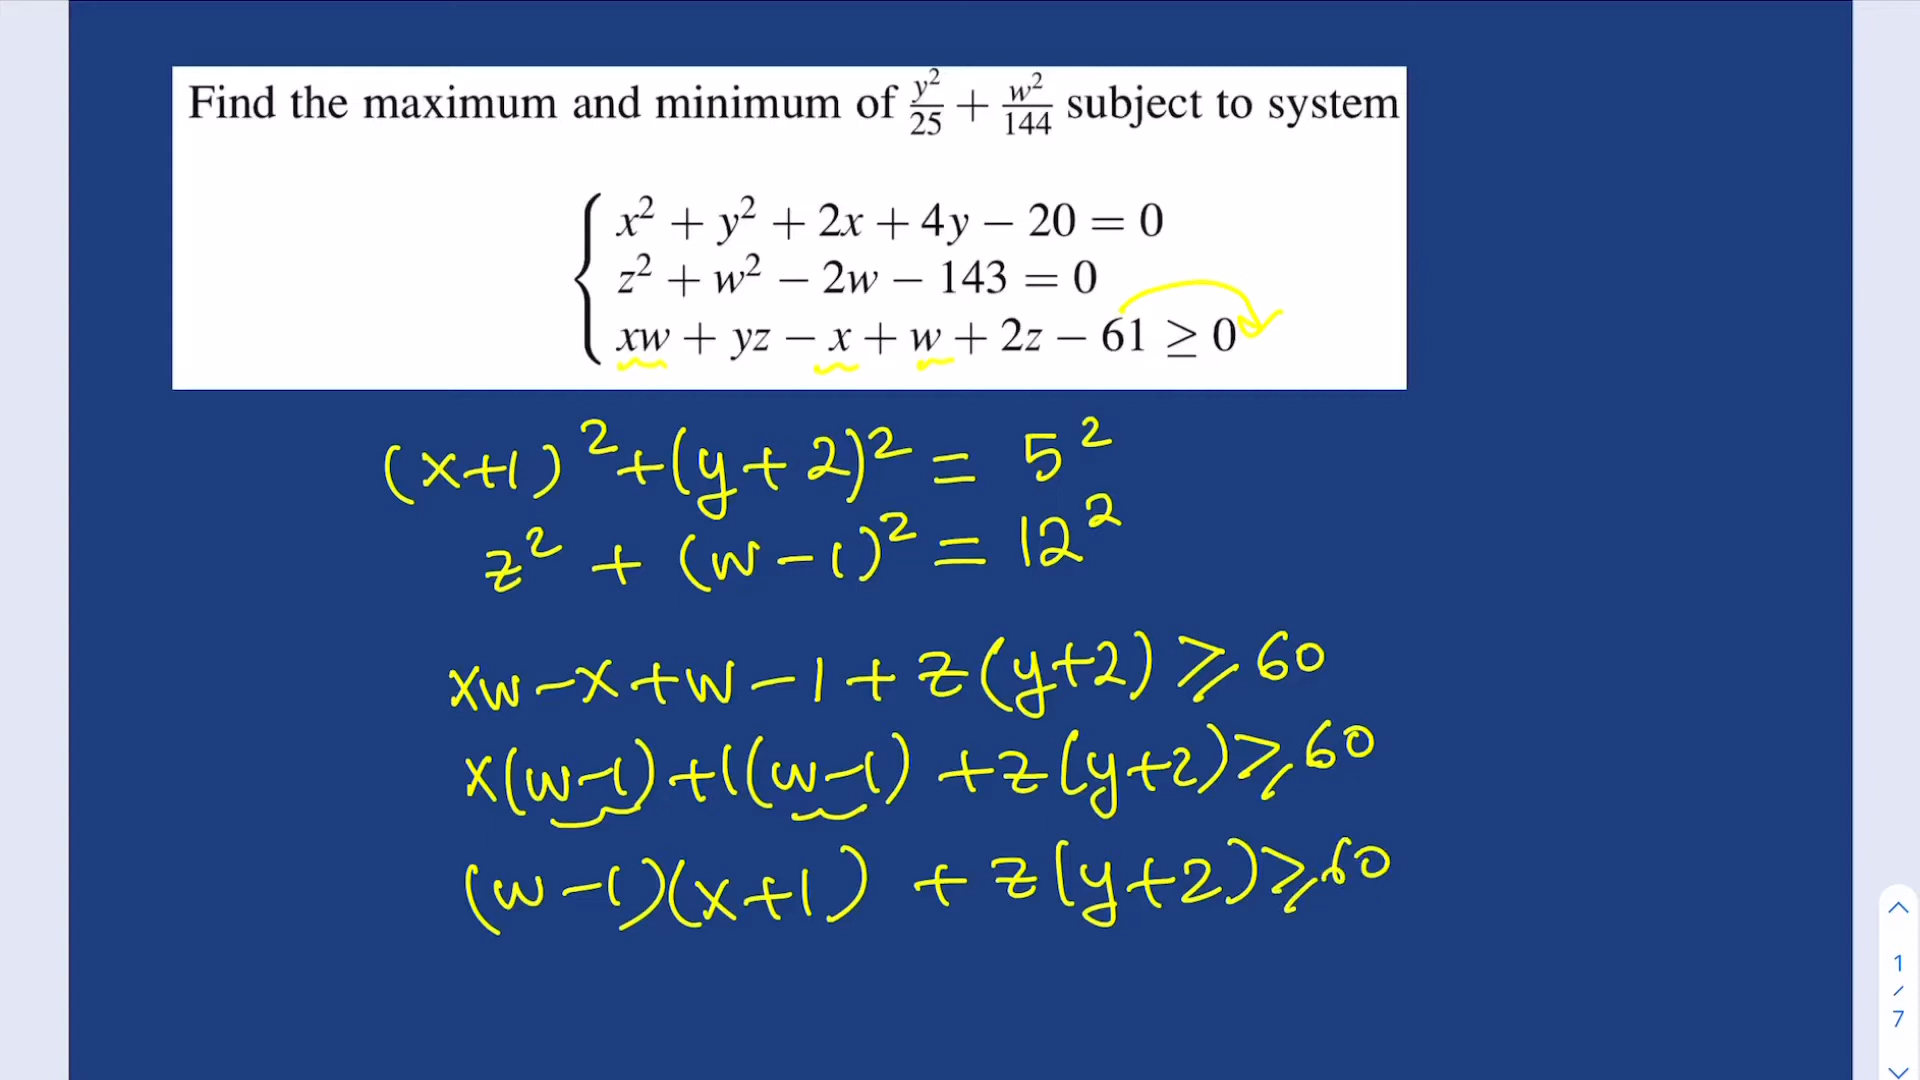 Find the maximum and minimum of y²/25 + w²/144 subject to system
x² + y² + 2x + 4y − 20 = 0
z² + w² − 2w − 143 = 0
xw + yz − x + w + 2z − 61 ≥ 0
(x+1)² + (y+2)² = 5²
z² + (w−1)² = 12²
xw−x+w−1+z(y+2)⩾60
x(w−1)+1(w−1)+z(y+2)⩾60
(w−1)(x+1) + z(y+2)⩾60
1
/
7